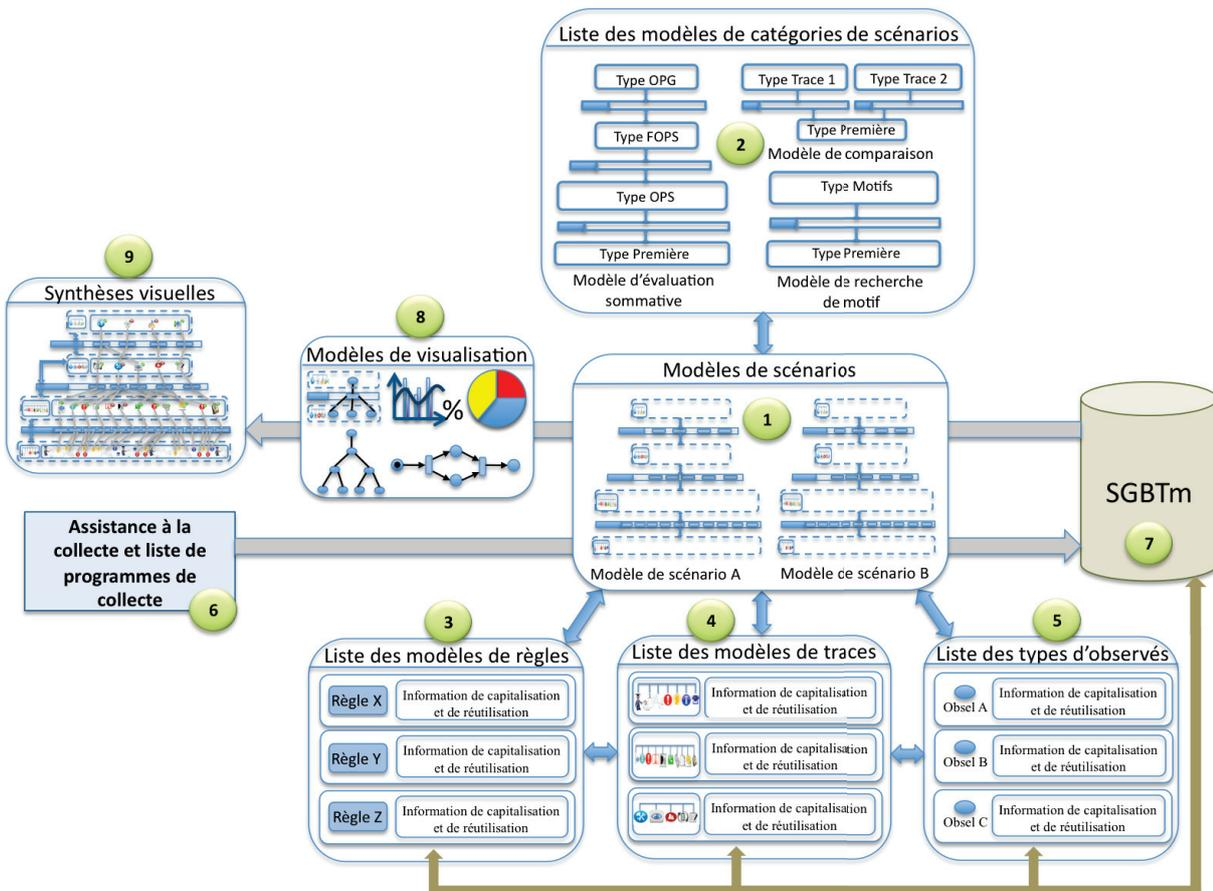 Liste des modèles de catégories de scénarios
Type OPG
Type FOPS
Type OPS
Type Première
Modèle d'évaluation
sommative
2
Type Trace 1
Type Trace 2
Type Première
Modèle de comparaison
Type Motifs
Type Première
Modèle de recherche
de motif
9
Synthèses visuelles
8
Modèles de visualisation
%
Modèles de scénarios
1
Modèle de scénario A
Modèle de scénario B
SGBTm
7
Assistance à la
collecte et liste de
programmes de
collecte
6
3
Liste des modèles de règles
Règle X
Information de capitalisation
et de réutilisation
Règle Y
Information de capitalisation
et de réutilisation
Règle Z
Information de capitalisation
et de réutilisation
4
Liste des modèles de traces
Information de capitalisation
et de réutilisation
Information de capitalisation
et de réutilisation
Information de capitalisation
et de réutilisation
5
Liste des types d'observés
Obsel A
Information de capitalisation
et de réutilisation
Obsel B
Information de capitalisation
et de réutilisation
Obsel C
Information de capitalisation
et de réutilisation